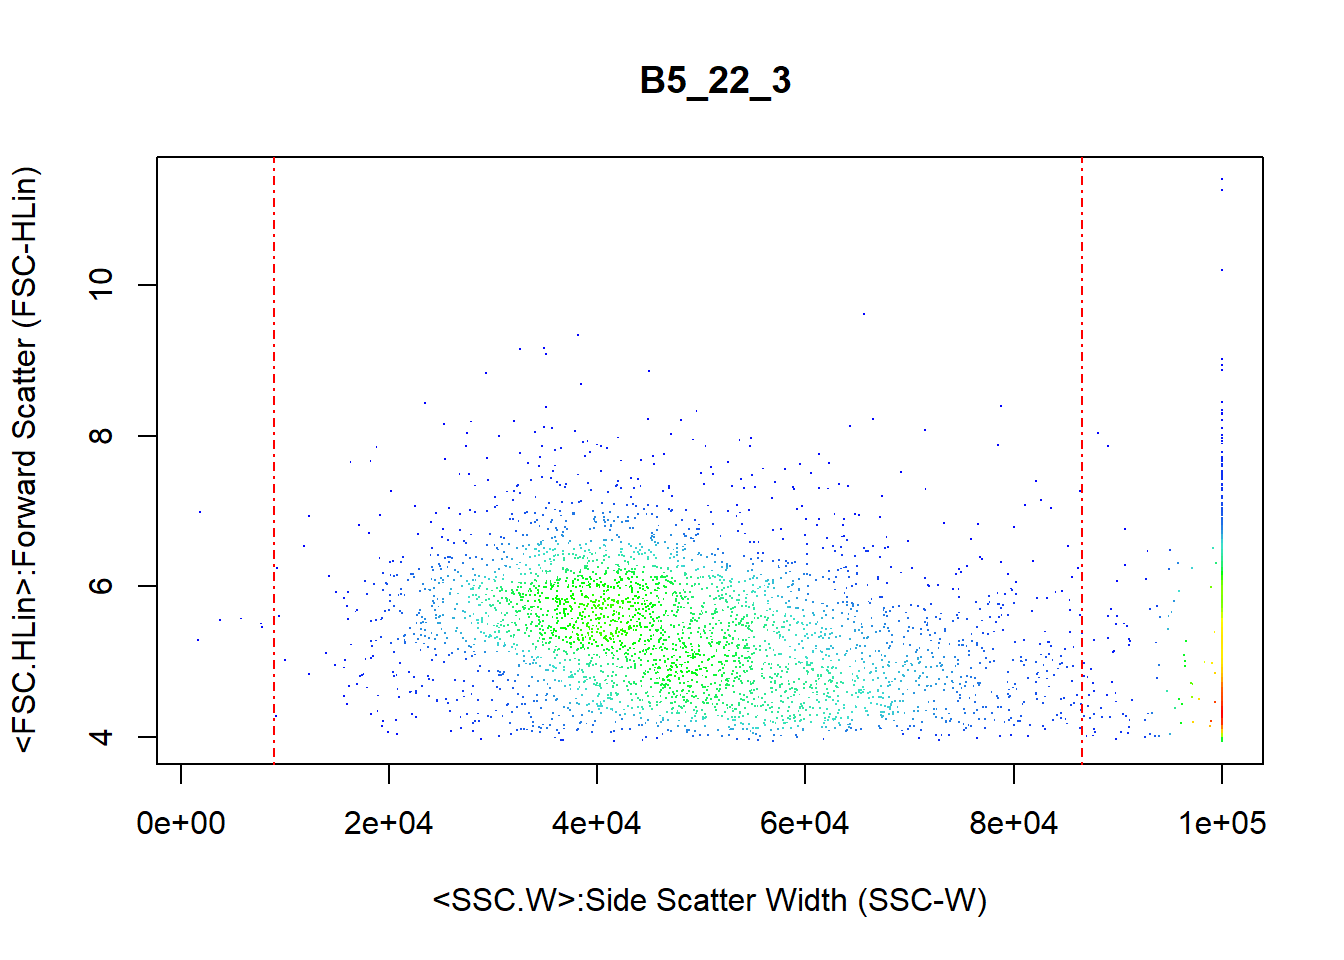 B5_22_3
<FSC.HLin>:Forward Scatter (FSC-HLin)
10
8
6
4
0e+00 2e+04 4e+04 6e+04 8e+04 1e+05
<SSC.W>:Side Scatter Width (SSC-W)